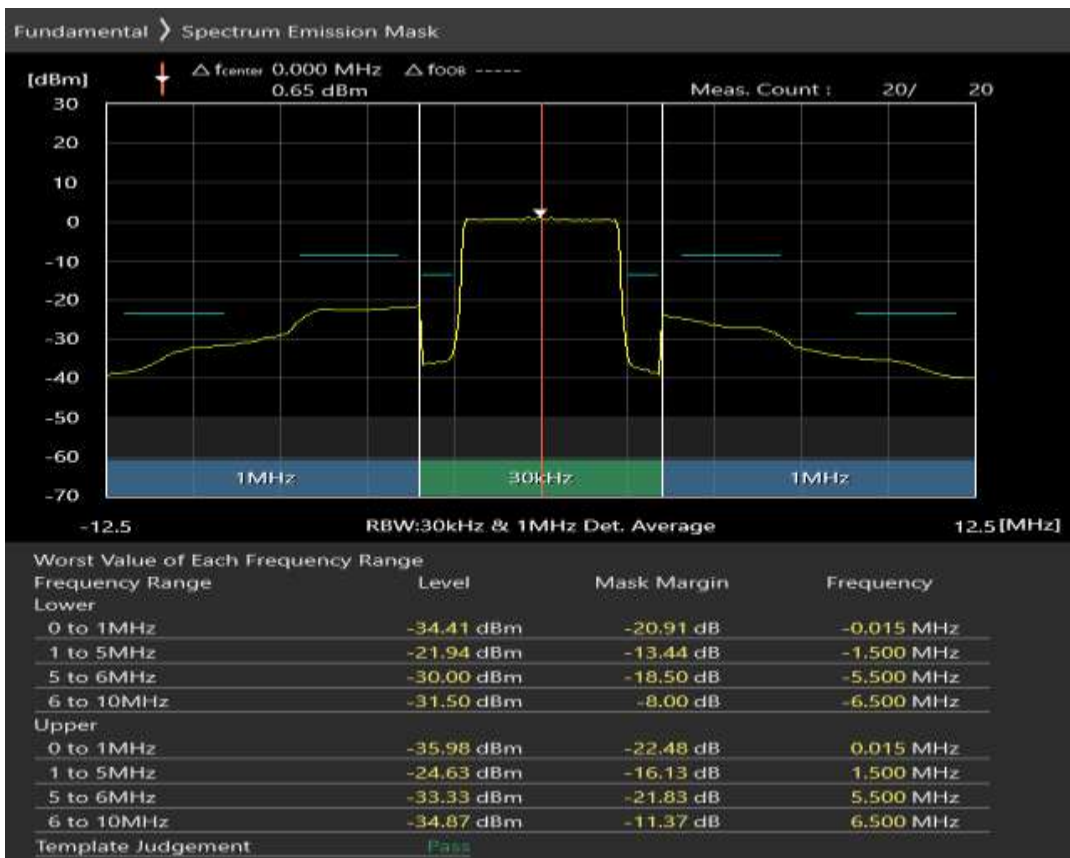 Fundamental ❯ Spectrum Emission Mask
[dBm] △ fcenter 0.000 MHz △ fOOB -----
0.65 dBm Meas. Count : 20/ 20
30
20
10
0
-10
-20
-30
-40
-50
-60
1MHz 30kHz 1MHz
-70
-12.5 RBW:30kHz & 1MHz Det. Average 12.5 [MHz]
Worst Value of Each Frequency Range
Frequency Range Level Mask Margin Frequency
Lower
0 to 1MHz -34.41 dBm -20.91 dB -0.015 MHz
1 to 5MHz -21.94 dBm -13.44 dB -1.500 MHz
5 to 6MHz -30.00 dBm -18.50 dB -5.500 MHz
6 to 10MHz -31.50 dBm -8.00 dB -6.500 MHz
Upper
0 to 1MHz -35.98 dBm -22.48 dB 0.015 MHz
1 to 5MHz -24.63 dBm -16.13 dB 1.500 MHz
5 to 6MHz -33.33 dBm -21.83 dB 5.500 MHz
6 to 10MHz -34.87 dBm -11.37 dB 6.500 MHz
Template Judgement Pass